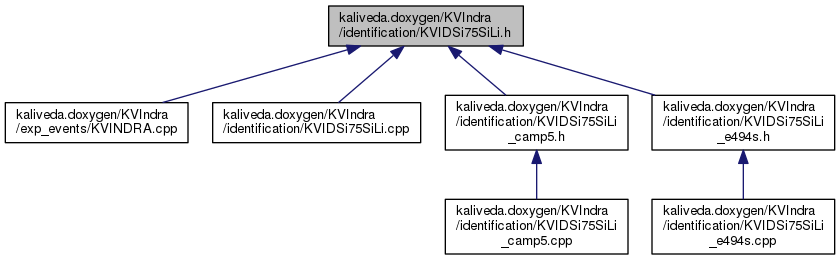 kaliveda.doxygen/KVIndra
/identification/KVIDSi75SiLi.h
kaliveda.doxygen/KVIndra
/exp_events/KVINDRA.cpp
kaliveda.doxygen/KVIndra
/identification/KVIDSi75SiLi.cpp
kaliveda.doxygen/KVIndra
/identification/KVIDSi75SiLi
_camp5.h
kaliveda.doxygen/KVIndra
/identification/KVIDSi75SiLi
_e494s.h
kaliveda.doxygen/KVIndra
/identification/KVIDSi75SiLi
_camp5.cpp
kaliveda.doxygen/KVIndra
/identification/KVIDSi75SiLi
_e494s.cpp